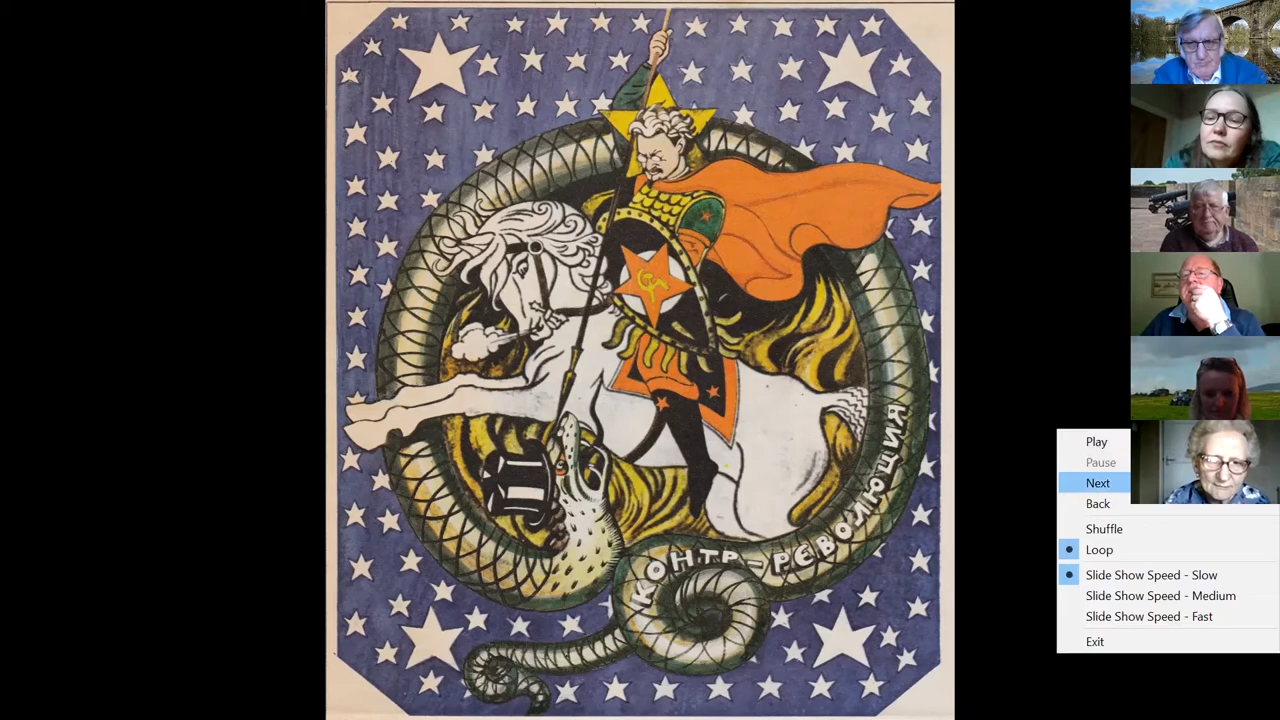 КОНТР-РЕВОЛЮЦИЯ
Play
Pause
Next
Back
Shuffle
Loop
Slide Show Speed - Slow
Slide Show Speed - Medium
Slide Show Speed - Fast
Exit